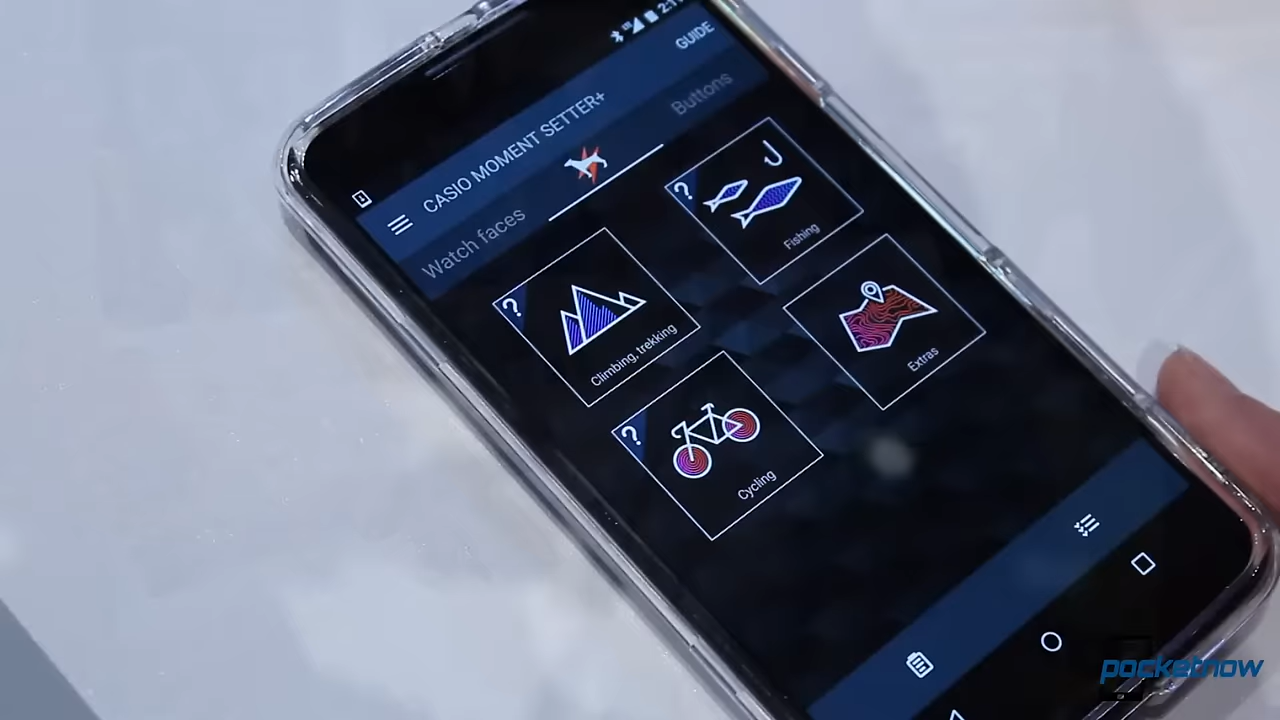 GUIDE
CASIO MOMENT SETTER+
Watch faces
Buttons
?
Climbing, trekking
?
Fishing
?
Cycling
Extras
pocketnow